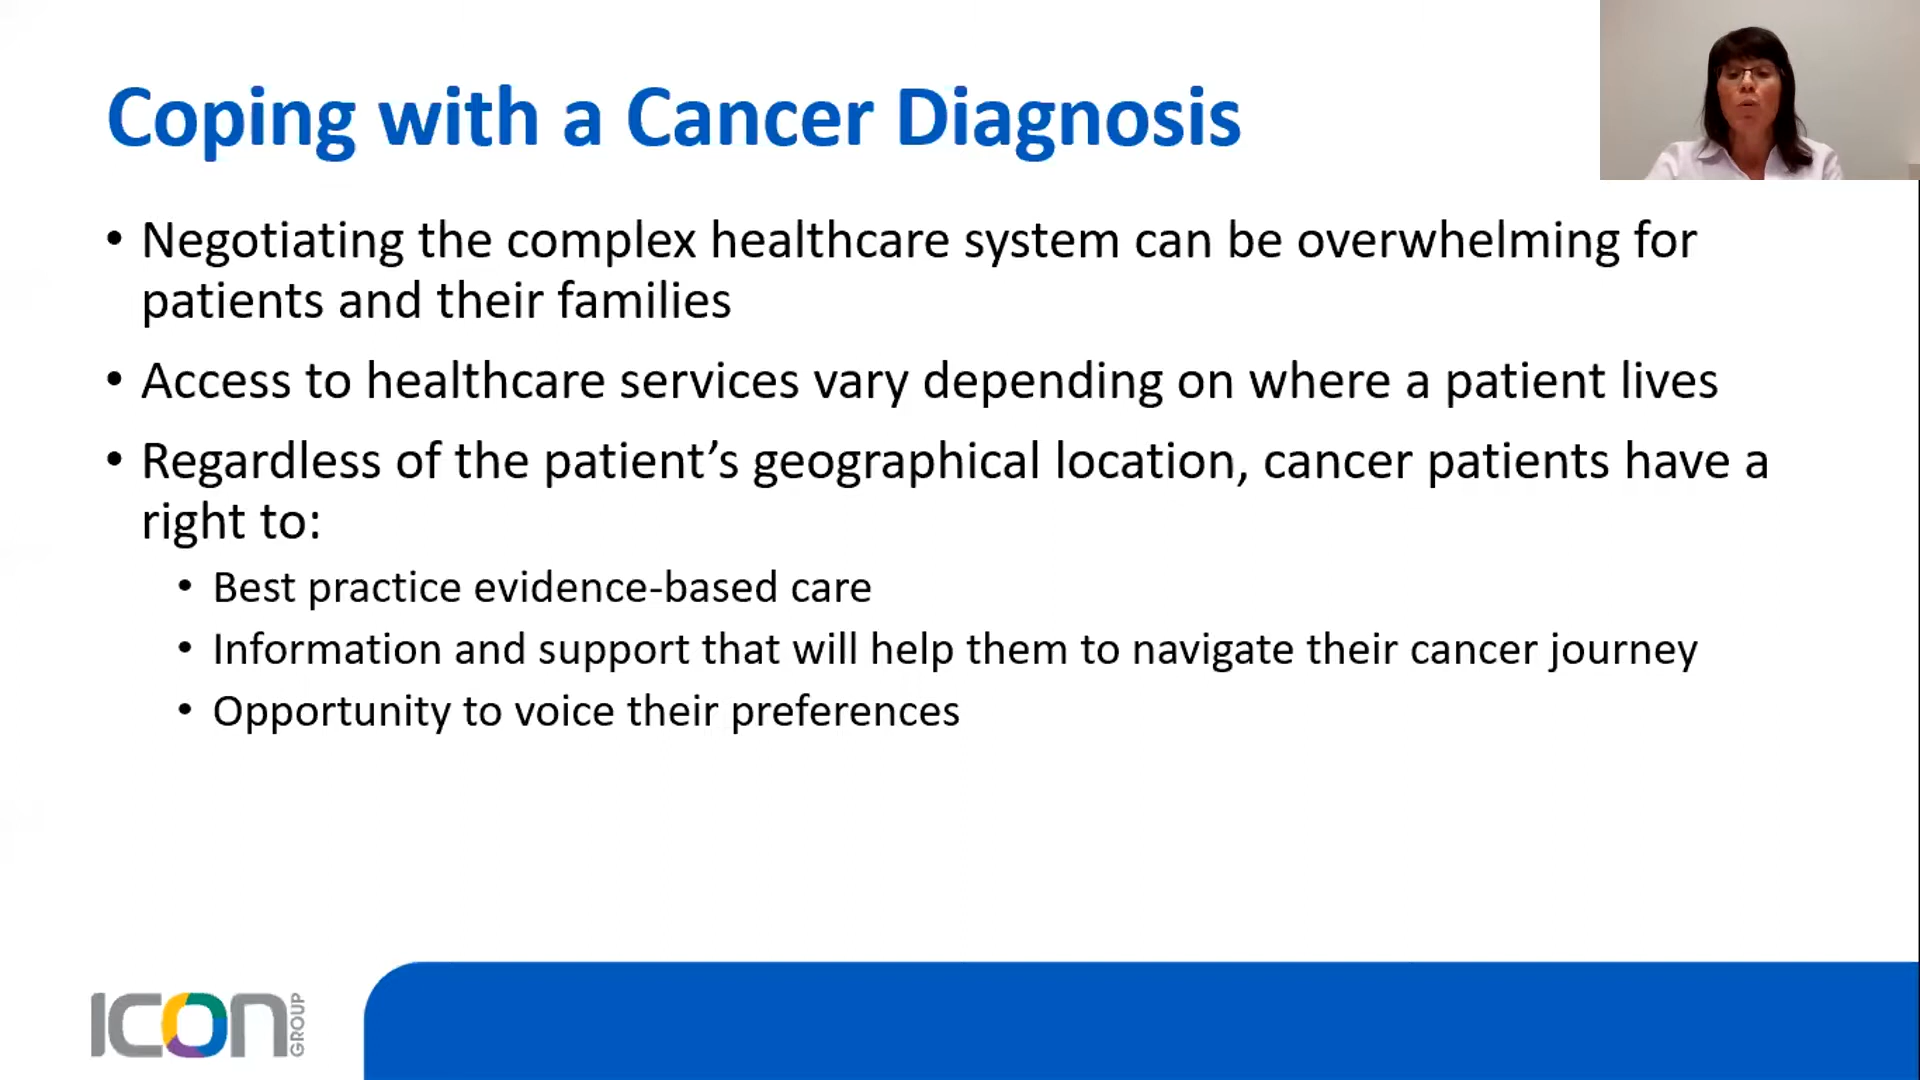 Coping with a Cancer Diagnosis
• Negotiating the complex healthcare system can be overwhelming for
patients and their families
• Access to healthcare services vary depending on where a patient lives
• Regardless of the patient’s geographical location, cancer patients have a
right to:
• Best practice evidence-based care
• Information and support that will help them to navigate their cancer journey
• Opportunity to voice their preferences
ICON GROUP